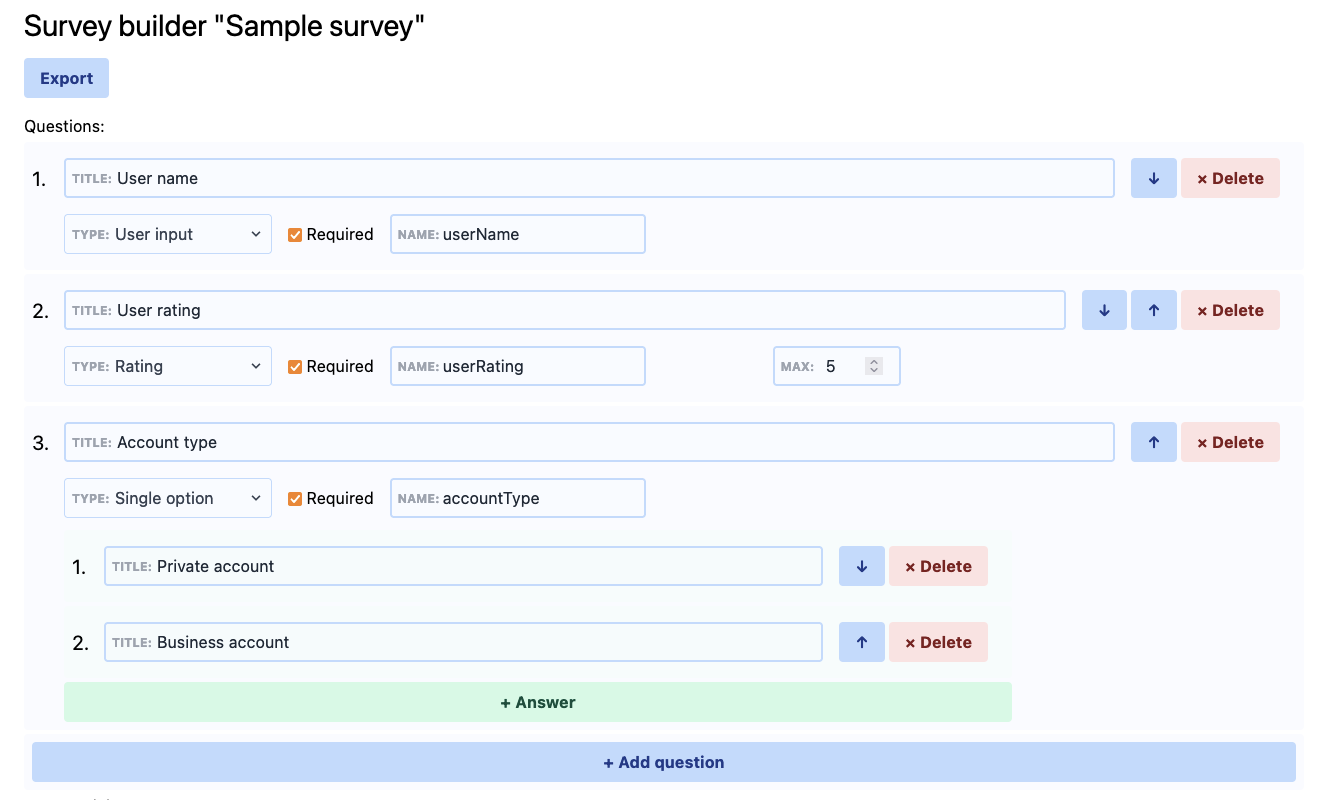 Survey builder "Sample survey"
Export
Questions:
1. TITLE: User name ↓ × Delete
TYPE: User input Required NAME: userName
2. TITLE: User rating ↓ ↑ × Delete
TYPE: Rating Required NAME: userRating MAX: 5
3. TITLE: Account type ↑ × Delete
TYPE: Single option Required NAME: accountType
1. TITLE: Private account ↓ × Delete
2. TITLE: Business account ↑ × Delete
+ Answer
+ Add question